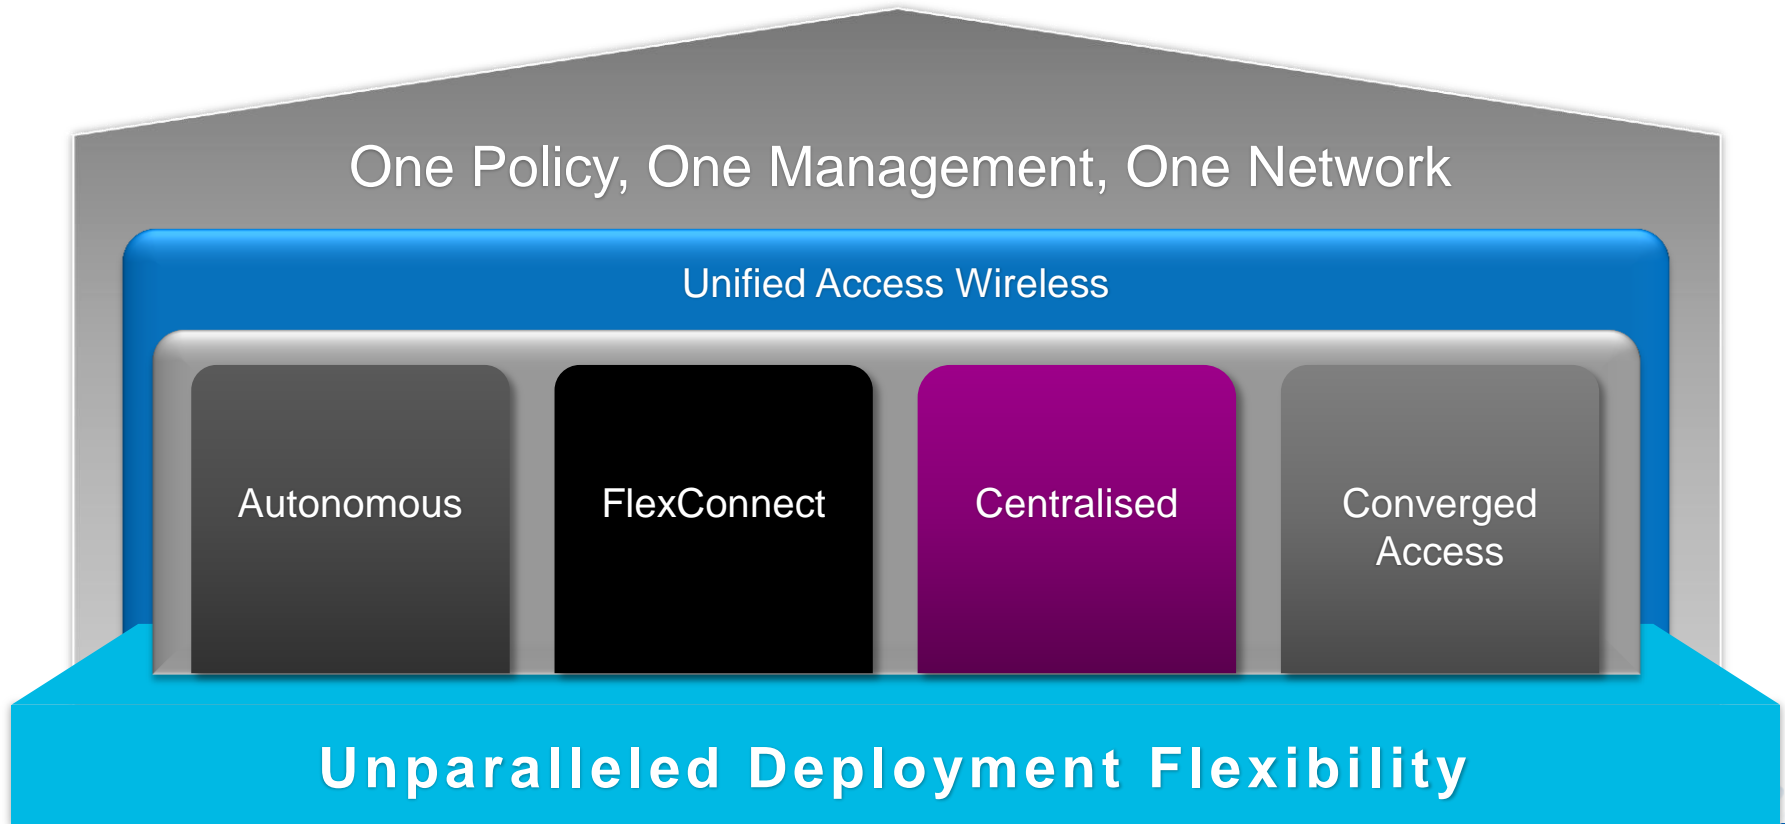 One Policy, One Management, One Network
Unified Access Wireless
Autonomous
FlexConnect
Centralised
Converged
Access
Unparalleled Deployment Flexibility